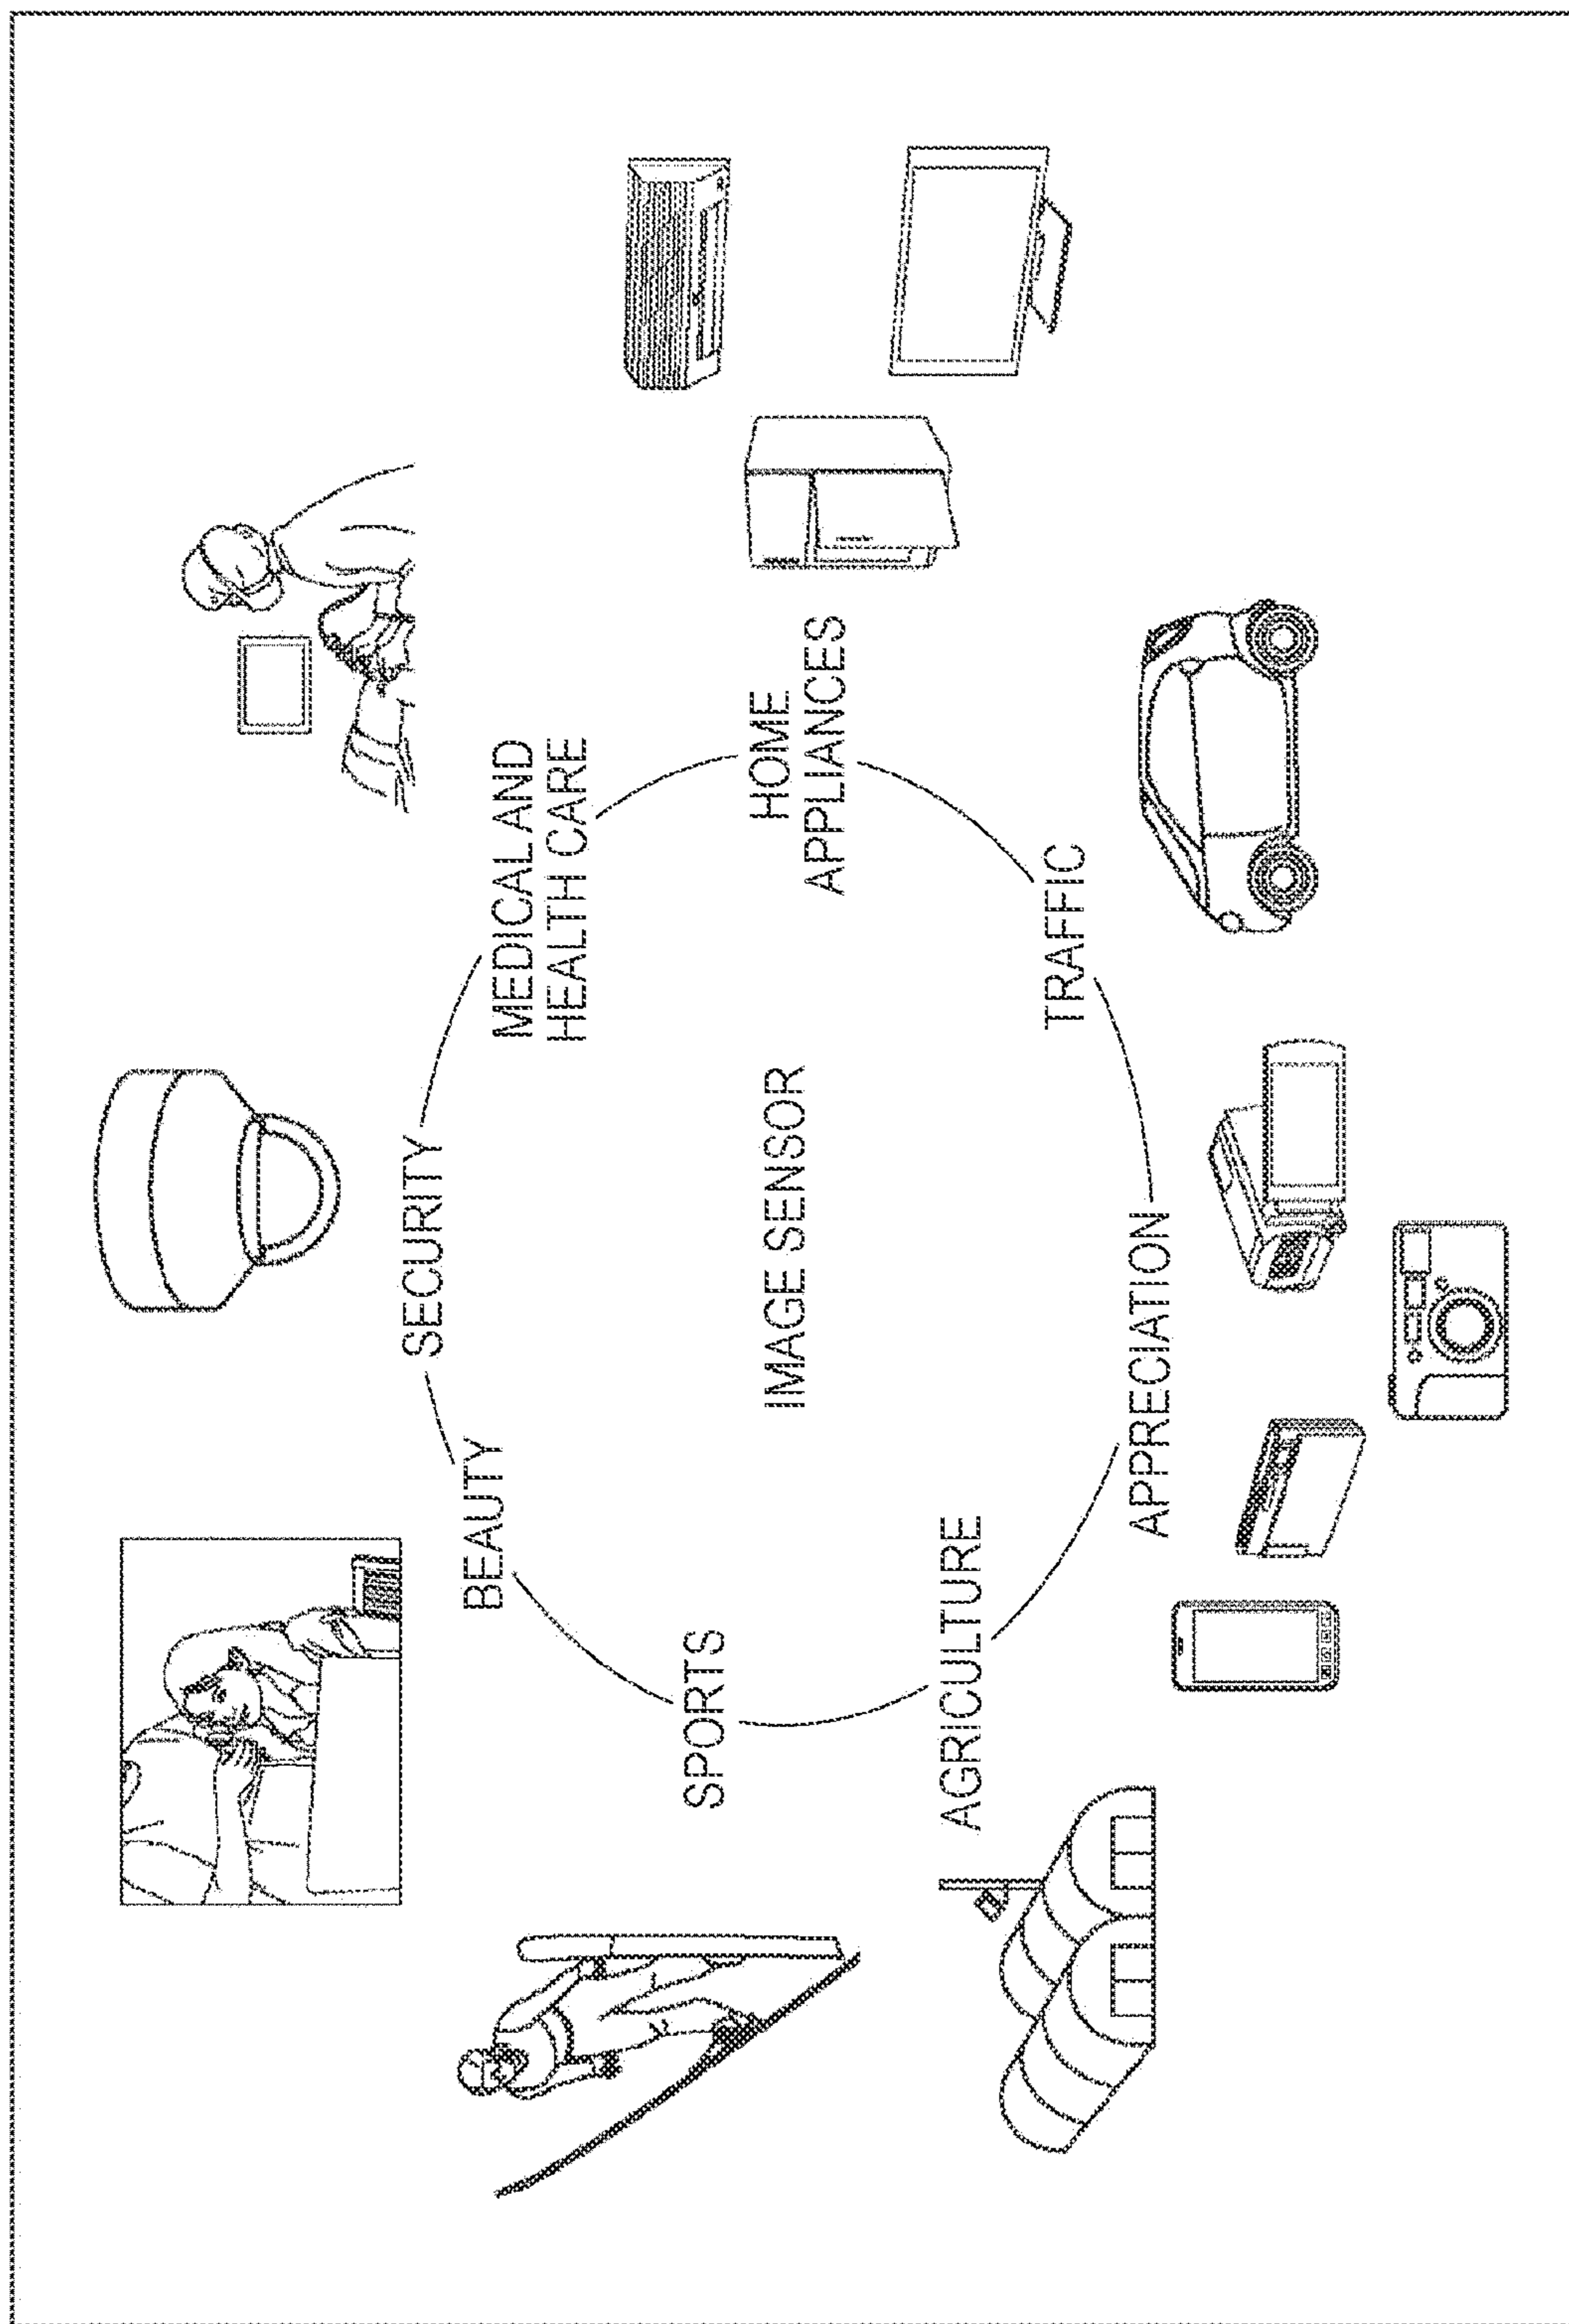 SECURITY
BEAUTY
MEDICAL AND
HEALTH CARE
SPORTS
IMAGE SENSOR
HOME
APPLIANCES
AGRICULTURE
TRAFFIC
APPRECIATION